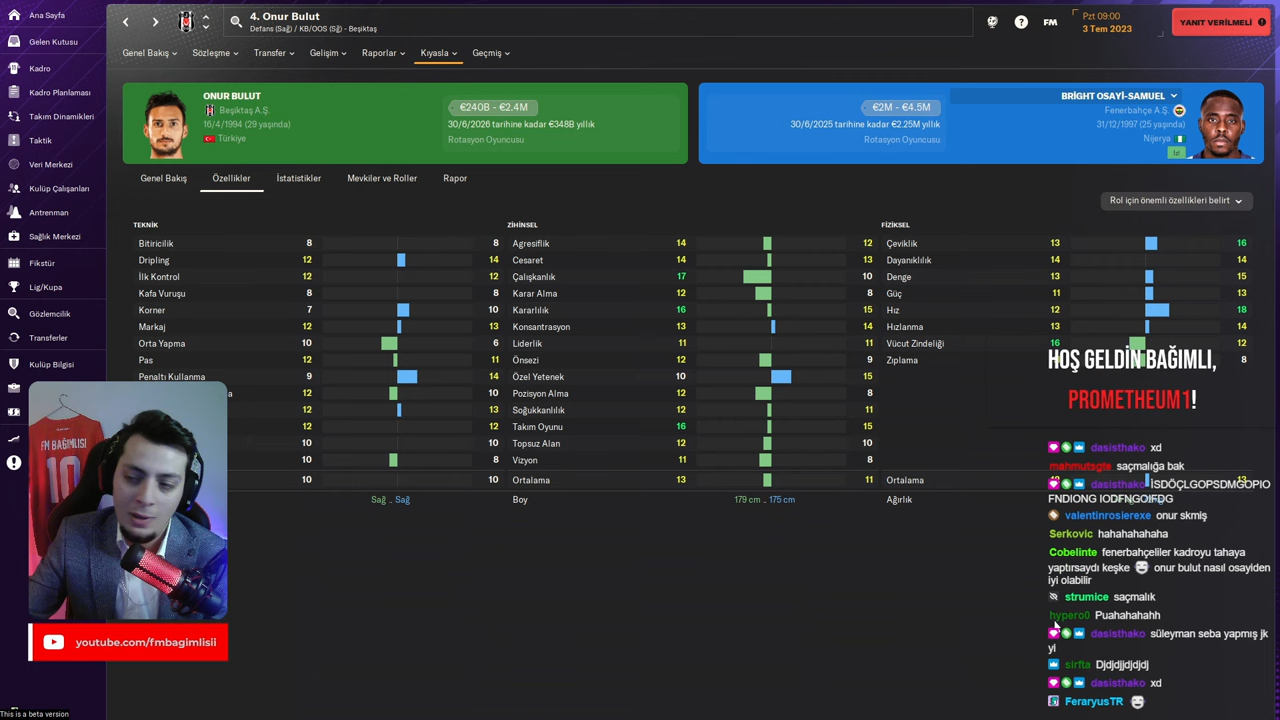 Ana Sayfa
Gelen Kutusu
Kadro
Kadro Planlaması
Takım Dinamikleri
Taktik
Veri Merkezi
Kulüp Çalışanları
Antrenman
Sağlık Merkezi
Fikstür
Lig/Kupa
Gözlemcilik
Transferler
Kulüp Bilgisi
4. Onur Bulut
Defans (Sağ) / KB/OOS (Sağ) - Beşiktaş
FM
Pzt 09:00
3 Tem 2023
YANIT VERİLMELİ
Genel Bakış Sözleşme Transfer Gelişim Raporlar Kıyasla Geçmiş
ONUR BULUT
Beşiktaş A.Ş.
16/4/1994 (29 yaşında)
Türkiye
€240B - €2.4M
30/6/2026 tarihine kadar €348B yıllık
Rotasyon Oyuncusu
BRİGHT OSAYİ-SAMUEL
€2M - €4.5M
Fenerbahçe A.Ş.
30/6/2025 tarihine kadar €2.25M yıllık
31/12/1997 (25 yaşında)
Rotasyon Oyuncusu
Nijerya
Genel Bakış Özellikler İstatistikler Mevkiler ve Roller Rapor
Rol için önemli özellikleri belirt
TEKNİK ZİHİNSEL FİZİKSEL
Bitiricilik 8 8 Agresiflik 14 12 Çeviklik 13 16
Dripling 12 14 Cesaret 14 13 Dayanıklılık 14 14
İlk Kontrol 12 12 Çalışkanlık 17 10 Denge 13 15
Kafa Vuruşu 8 8 Karar Alma 12 8 Güç 11 13
Korner 7 10 Kararlılık 16 15 Hız 12 18
Markaj 12 13 Konsantrasyon 13 14 Hızlanma 13 14
Orta Yapma 10 6 Liderlik 11 11 Vücut Zindeliği 16 12
Pas 12 11 Önsezi 12 9 Zıplama 8
Penaltı Kullanma 9 14 Özel Yetenek 10 15
a 12 10 Pozisyon Alma 12 8
12 13 Soğukkanlılık 12 11
12 12 Takım Oyunu 16 15
10 10 Topsuz Alan 12 10
10 8 Vizyon 11 8
10 10 Ortalama 13 11 Ortalama 13
Sağ .. Sağ Boy 179 cm .. 175 cm Ağırlık
HOŞ GELDİN BAĞIMLI,
PROMETHEUM1!
dasisthako xd
mahmutsgte saçmalığa bak
dasisthako İSDÖÇLGOPSDMGOPIO
FNDIONG IODFNGOIFDG
valentinrosierexe onur skmiş
Serkovic hahahahahaha
Cobelinte fenerbahçeliler kadroyu tahaya
yaptırsaydı keşke onur bulut nasıl osayiden
iyi olabilir
strumice saçmalık
hypero0 Puahahahahh
dasisthako süleyman seba yapmış jk
yi
sirfta Djdjdjjdjdjdj
dasisthako xd
FeraryusTR
FM BAĞIMLISI
10
youtube.com/fmbagimlisii
This is a beta version